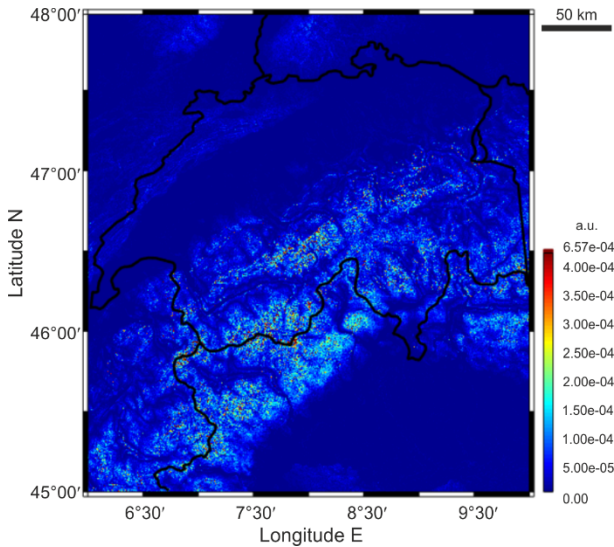 48°00′
50 km
47°00′
Latitude N
a.u.
6.57e-04
4.00e-04
3.50e-04
3.00e-04
46°00′
2.50e-04
2.00e-04
1.50e-04
1.00e-04
5.00e-05
45°00′
0.00
6°30′ 7°30′ 8°30′ 9°30′
Longitude E